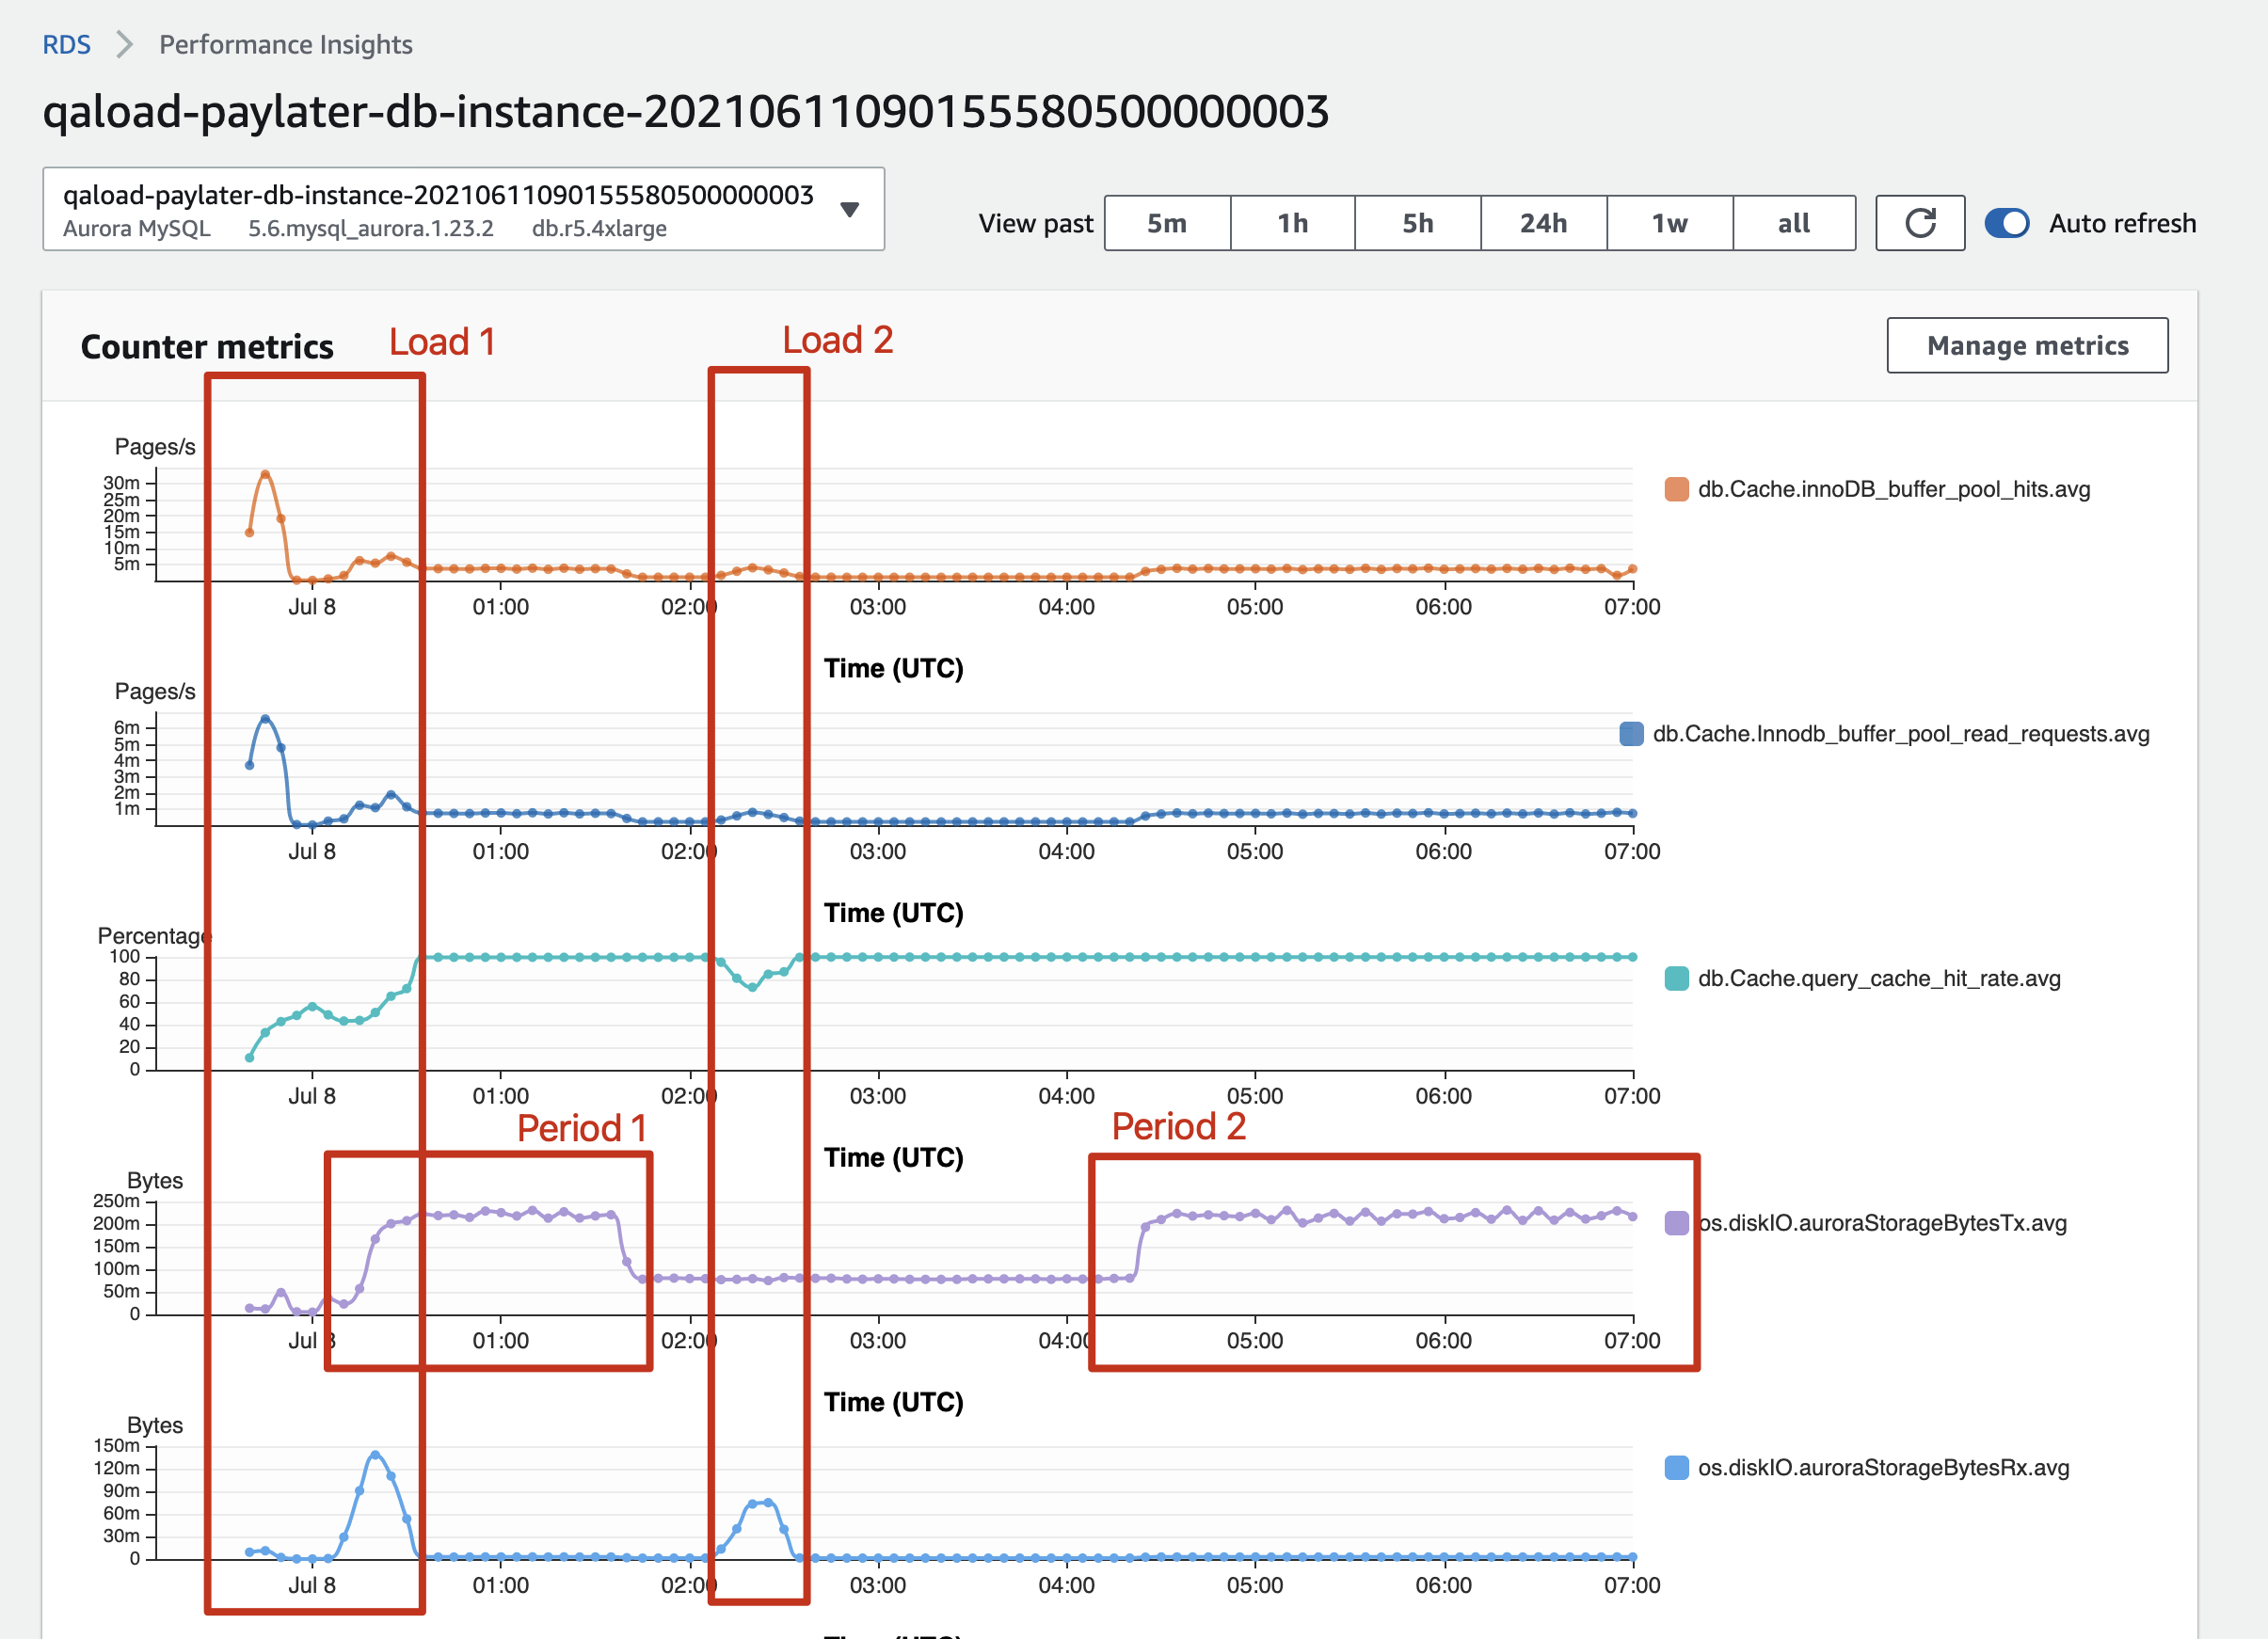 RDS > Performance Insights
qaload-paylater-db-instance-20210611090155580500000003
qaload-paylater-db-instance-20210611090155580500000003
Aurora MySQL 5.6.mysql_aurora.1.23.2 db.r5.4xlarge
View past 5m 1h 5h 24h 1w all Auto refresh
Counter metrics Load 1 Load 2 Manage metrics
Pages/s
30m
25m
20m
15m
10m
5m
db.Cache.innoDB_buffer_pool_hits.avg
Jul 8 01:00 02:00 03:00 04:00 05:00 06:00 07:00
Time (UTC)
Pages/s
6m
5m
4m
3m
2m
1m
db.Cache.Innodb_buffer_pool_read_requests.avg
Jul 8 01:00 02:00 03:00 04:00 05:00 06:00 07:00
Time (UTC)
Percentage
100
80
60
40
20
0
db.Cache.query_cache_hit_rate.avg
Jul 8 01:00 02:00 03:00 04:00 05:00 06:00 07:00
Period 1 Period 2
Time (UTC)
Bytes
250m
200m
150m
100m
50m
0
os.diskIO.auroraStorageBytesTx.avg
Jul 8 01:00 02:00 03:00 04:00 05:00 06:00 07:00
Time (UTC)
Bytes
150m
120m
90m
60m
30m
0
os.diskIO.auroraStorageBytesRx.avg
Jul 8 01:00 02:00 03:00 04:00 05:00 06:00 07:00